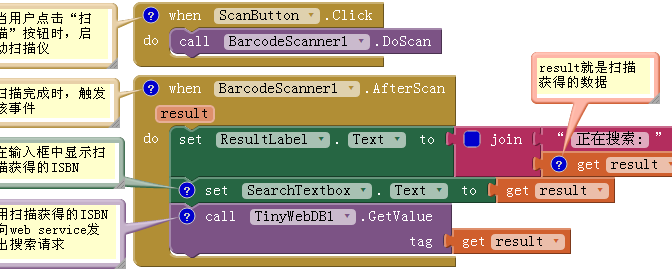 当用户点击“扫
描”按钮时，启
动扫描仪
when ScanButton .Click
do call BarcodeScanner1 .DoScan
扫描完成时，触发
该事件
when BarcodeScanner1 .AfterScan
result
result就是扫描
获得的数据
do set ResultLabel . Text to join “ 正在搜索： ”
get result
在输入框中显示扫
描获得的ISBN
set SearchTextbox . Text to get result
用扫描获得的ISBN
向web service发
出搜索请求
call TinyWebDB1 .GetValue
tag get result